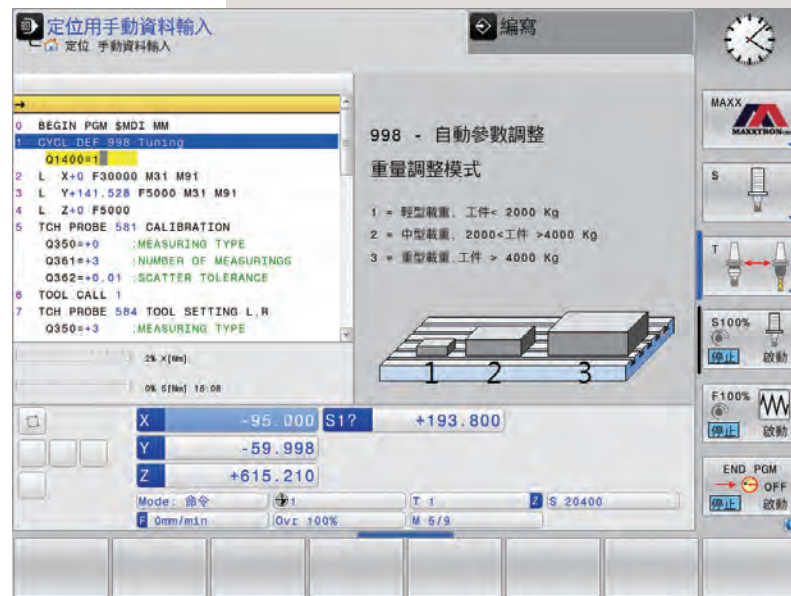 定位用手動資料輸入
定位 手動資料輸入
編寫
→
0 BEGIN PGM $MDI MM
1 CYCL DEF 998 Tuning
Q1400=1
2 L X+0 F30000 M31 M91
3 L Y+141.528 F5000 M31 M91
4 L Z+0 F5000
5 TCH PROBE 581 CALIBRATION
Q350=+0 ;MEASURING TYPE
Q361=+3 ;NUMBER OF MEASURINGS
Q362=+0.01 ;SCATTER TOLERANCE
6 TOOL CALL 1
7 TCH PROBE 584 TOOL SETTING L,R
Q350=+3 ;MEASURING TYPE
998 - 自動參數調整
重量調整模式
1 = 輕型載重, 工件< 2000 Kg
2 = 中型載重, 2000<工件 >4000 Kg
3 = 重型載重,工件 > 4000 Kg
1 2 3
2% X[Nm]
0% S[Nm] 16:08
X -95.000 S1? +193.800
Y -59.998
Z +615.210
Mode: 命令 1 T 1 Z S 20400
F 0mm/min Ovr 100% M 5/9
MAXX
MAXXTRON
S
T
S100%
停止 啟動
F100%
停止 啟動
END PGM
→ OFF
停止 啟動